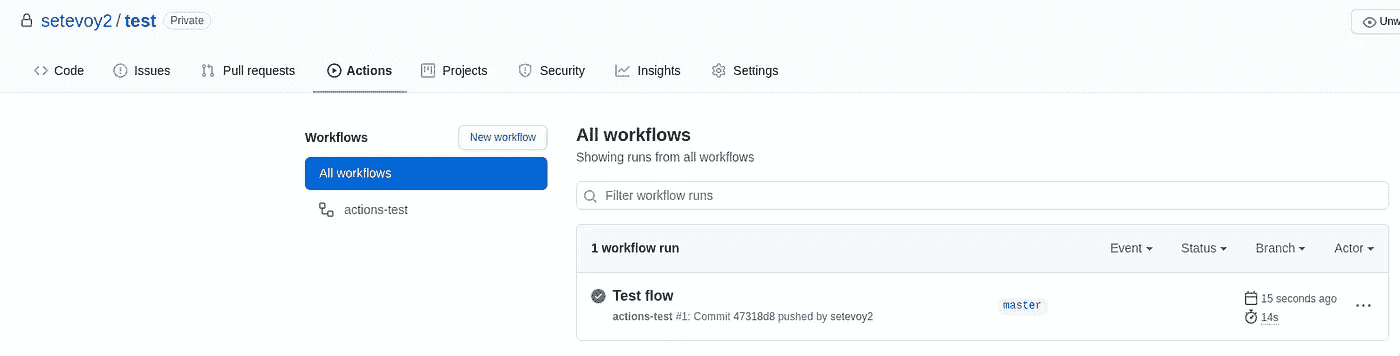 setevoy2 / test Private
Unw
Code Issues Pull requests Actions Projects Security Insights Settings
Workflows New workflow
All workflows
actions-test
All workflows
Showing runs from all workflows
Filter workflow runs
1 workflow run Event Status Branch Actor
Test flow
actions-test #1: Commit 47318d8 pushed by setevoy2
master
15 seconds ago
14s